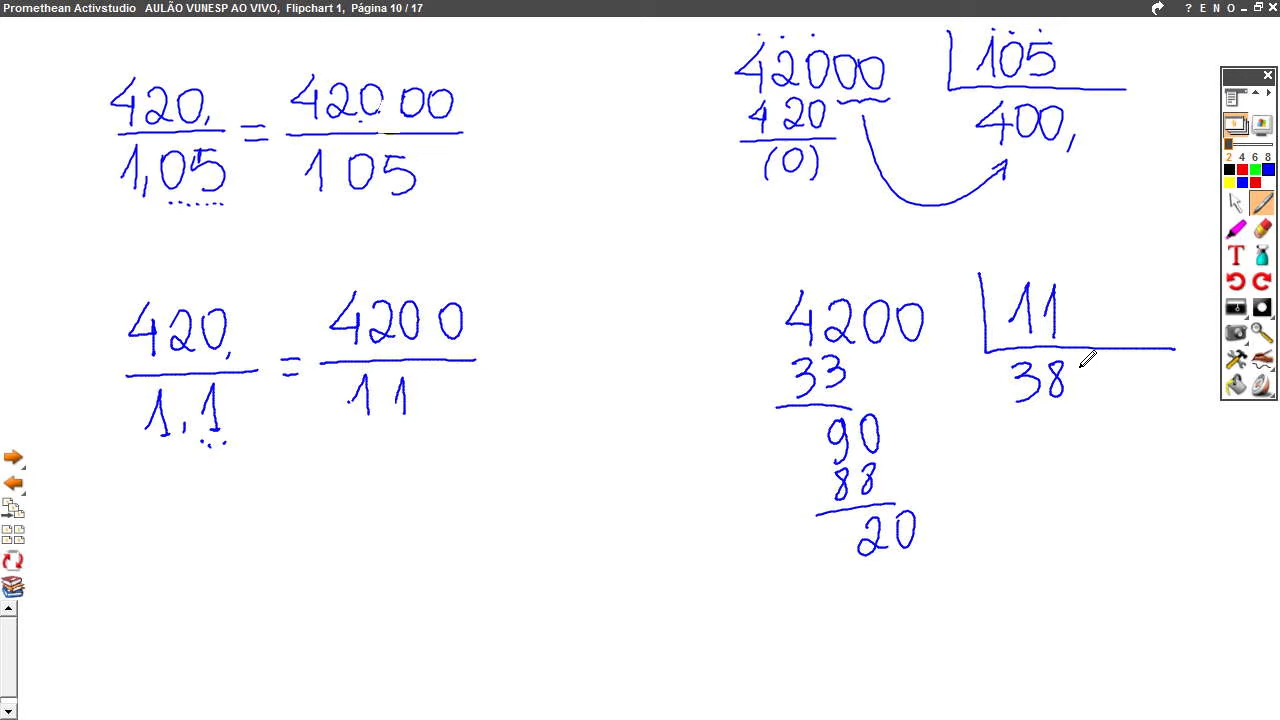 Promethean Activstudio AULÃO VUNESP AO VIVO, Flipchart 1, Página 10 / 17 ? E N O
420, = 420.00
1,05 105
42000 105
420 400,
(0)
2 4 6 8
420, = 4200
1,1 11
4200 11
33 38
90
88
20
T